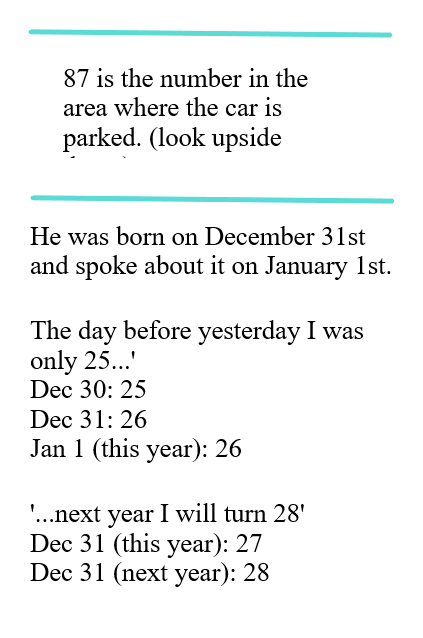 87 is the number in the
area where the car is
parked. (look upside
He was born on December 31st
and spoke about it on January 1st.
The day before yesterday I was
only 25...'
Dec 30: 25
Dec 31: 26
Jan 1 (this year): 26
'...next year I will turn 28'
Dec 31 (this year): 27
Dec 31 (next year): 28